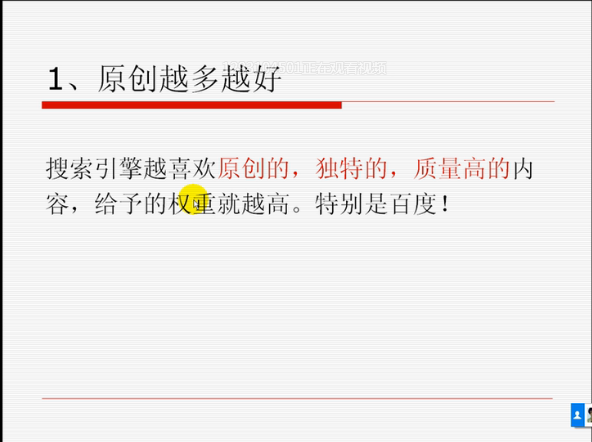 1、原创越多越好
搜索引擎越喜欢原创的，独特的，质量高的内
容，给予的权重就越高。特别是百度！